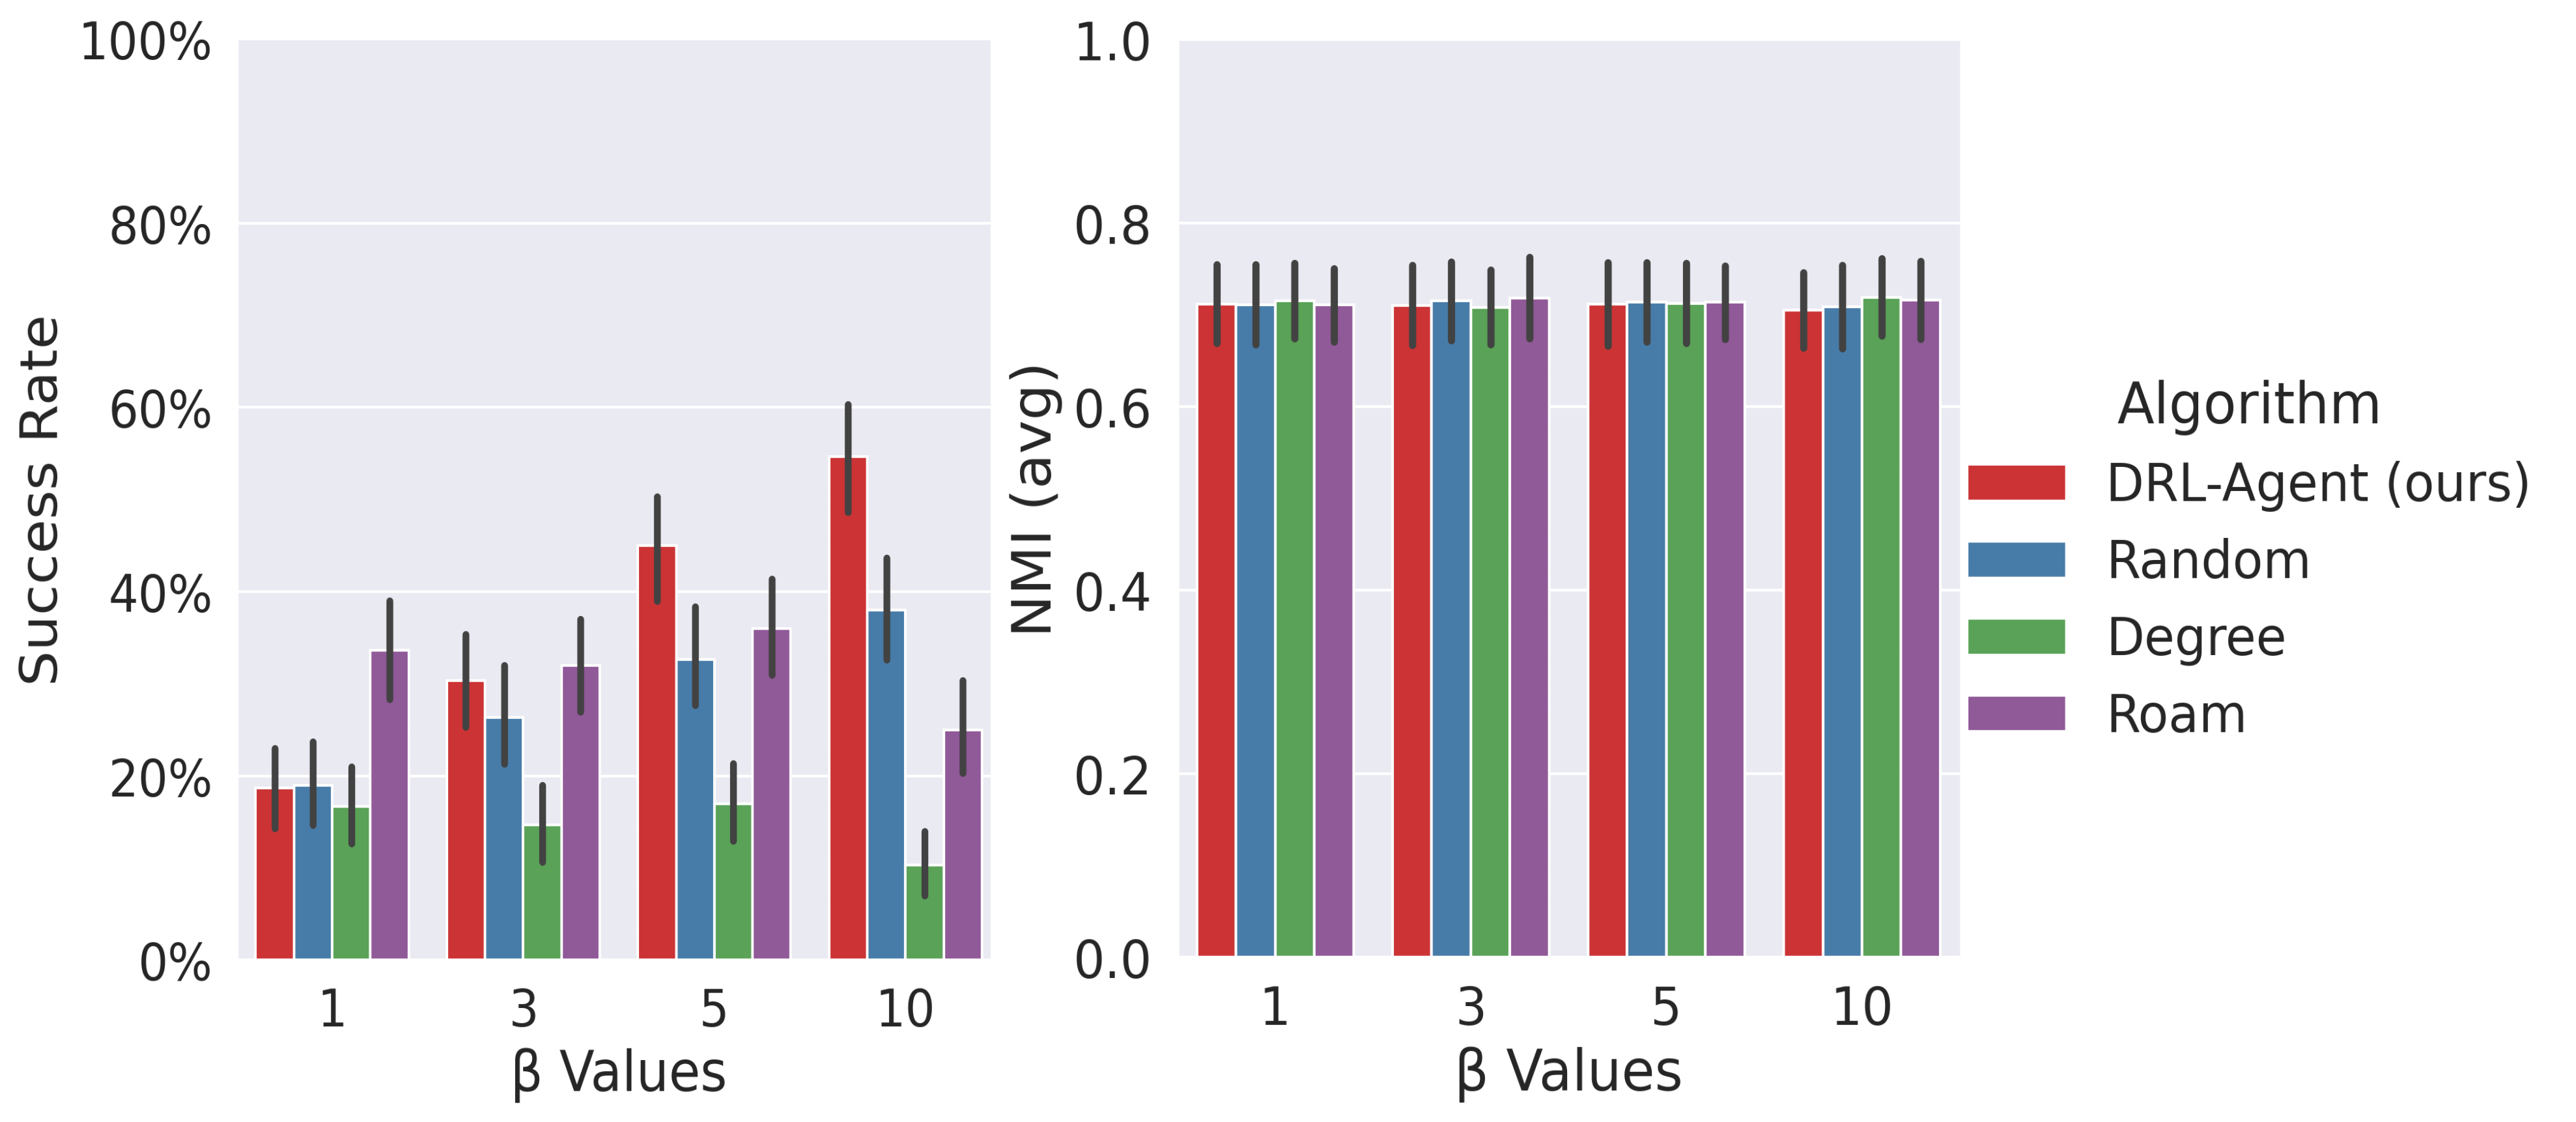 100%
80%
60%
40%
20%
0%
Success Rate
1 3 5 10
β Values
1.0
0.8
0.6
0.4
0.2
0.0
NMI (avg)
1 3 5 10
β Values
Algorithm
DRL-Agent (ours)
Random
Degree
Roam